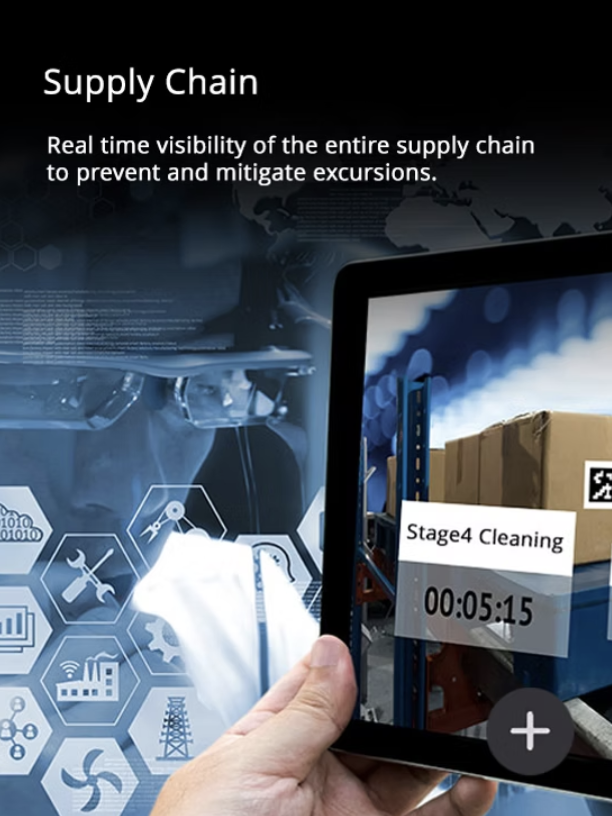 Supply Chain
Real time visibility of the entire supply chain
to prevent and mitigate excursions.
Stage4 Cleaning
00:05:15